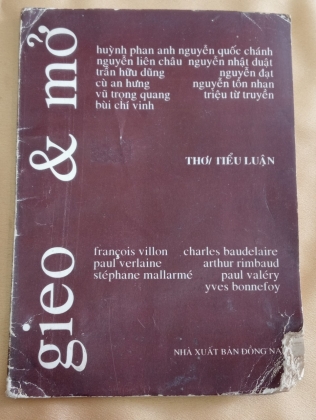 gieo & mở
huỳnh phan anh nguyễn quốc chánh
nguyễn liên châu nguyễn nhật duật
trần hữu dũng nguyễn đạt
cù an hưng nguyễn tôn nhan
vũ trọng quang triệu từ truyền
bùi chí vinh
THƠ/ TIỂU LUẬN
françois villon charles baudelaire
paul verlaine arthur rimbaud
stéphane mallarmé paul valéry
yves bonnefoy
NHÀ XUẤT BẢN ĐỒNG NA